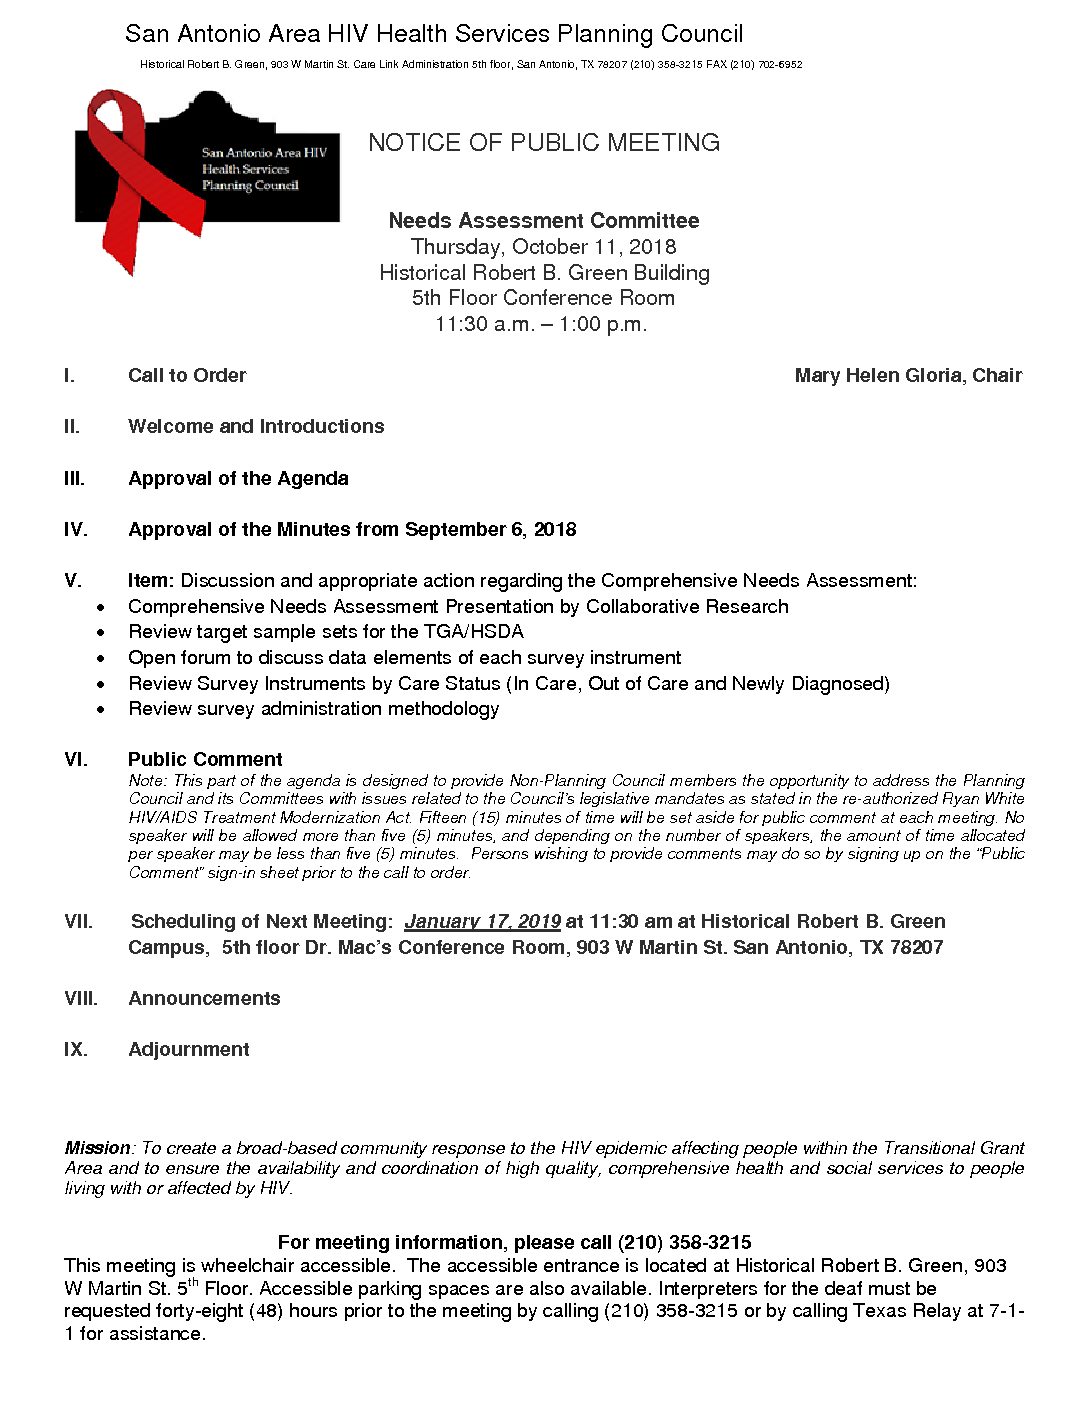 San Antonio Area HIV Health Services Planning Council
Historical Robert B. Green, 903 W Martin St. Care Link Administration 5th floor, San Antonio, TX 78207 (210) 358-3215 FAX (210) 702-6952
San Antonio Area HIV
Health Services
Planning Council
NOTICE OF PUBLIC MEETING
Needs Assessment Committee
Thursday, October 11, 2018
Historical Robert B. Green Building
5th Floor Conference Room
11:30 a.m. – 1:00 p.m.
I. Call to Order Mary Helen Gloria, Chair
II. Welcome and Introductions
III. Approval of the Agenda
IV. Approval of the Minutes from September 6, 2018
V. Item: Discussion and appropriate action regarding the Comprehensive Needs Assessment:
• Comprehensive Needs Assessment Presentation by Collaborative Research
• Review target sample sets for the TGA/HSDA
• Open forum to discuss data elements of each survey instrument
• Review Survey Instruments by Care Status (In Care, Out of Care and Newly Diagnosed)
• Review survey administration methodology
VI. Public Comment
Note: This part of the agenda is designed to provide Non-Planning Council members the opportunity to address the Planning
Council and its Committees with issues related to the Council's legislative mandates as stated in the re-authorized Ryan White
HIV/AIDS Treatment Modernization Act. Fifteen (15) minutes of time will be set aside for public comment at each meeting. No
speaker will be allowed more than five (5) minutes, and depending on the number of speakers, the amount of time allocated
per speaker may be less than five (5) minutes. Persons wishing to provide comments may do so by signing up on the “Public
Comment” sign-in sheet prior to the call to order.
VII. Scheduling of Next Meeting: January 17, 2019 at 11:30 am at Historical Robert B. Green
Campus, 5th floor Dr. Mac’s Conference Room, 903 W Martin St. San Antonio, TX 78207
VIII. Announcements
IX. Adjournment
Mission: To create a broad-based community response to the HIV epidemic affecting people within the Transitional Grant
Area and to ensure the availability and coordination of high quality, comprehensive health and social services to people
living with or affected by HIV.
For meeting information, please call (210) 358-3215
This meeting is wheelchair accessible. The accessible entrance is located at Historical Robert B. Green, 903
W Martin St. 5th Floor. Accessible parking spaces are also available. Interpreters for the deaf must be
requested forty-eight (48) hours prior to the meeting by calling (210) 358-3215 or by calling Texas Relay at 7-1-
1 for assistance.